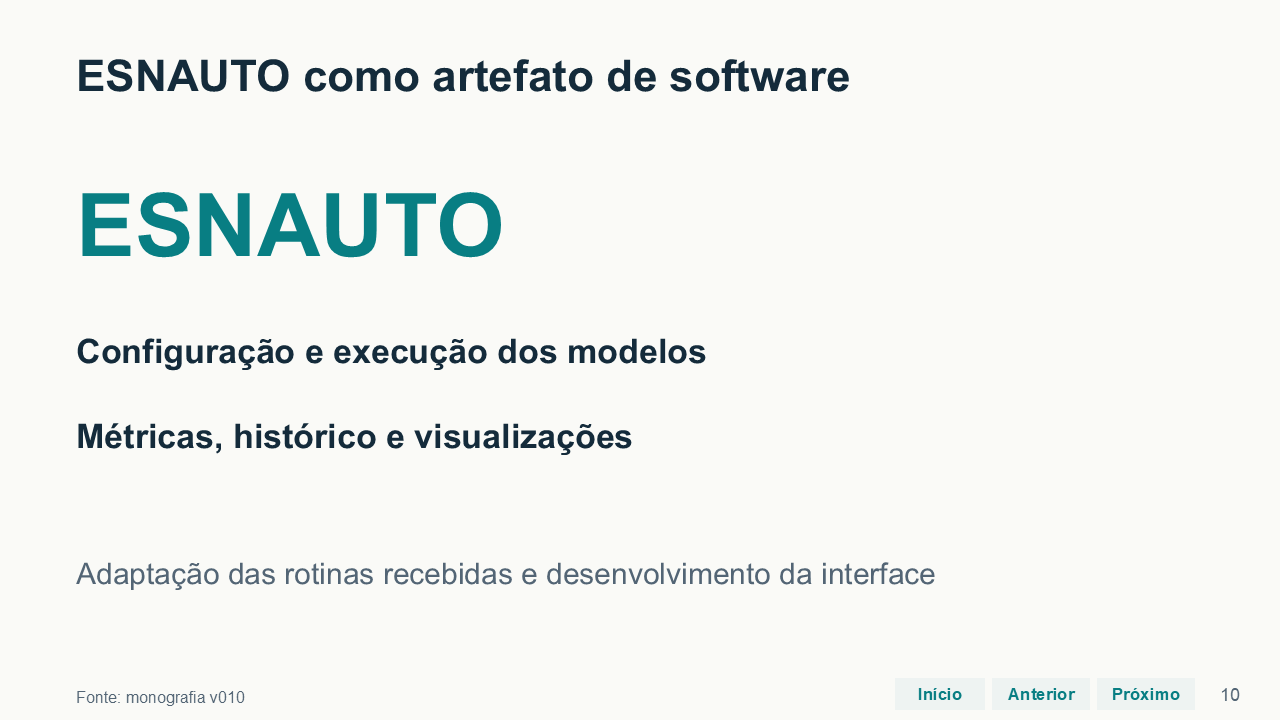 ESNAUTO como artefato de software
ESNAUTO
Configuração e execução dos modelos
Métricas, histórico e visualizações
Adaptação das rotinas recebidas e desenvolvimento da interface
Fonte: monografia v010
Início
Anterior
Próximo
10